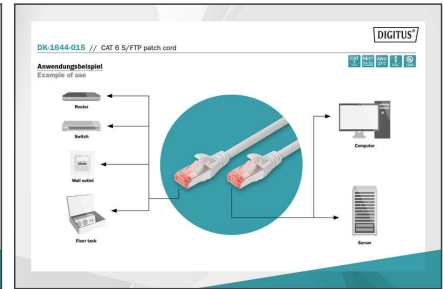 DIGITUS®
DK-1644-015 // CAT 6 S/FTP patch cord
Anwendungsbeispiel
Example of use
Router
Switch
Wall outlet
Floor tank
Computer
Server